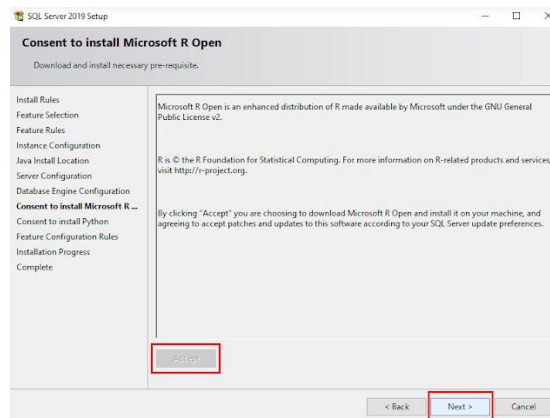 SQL Server 2019 Setup
Consent to install Microsoft R Open
Download and install necessary pre-requisite.
Install Rules
Feature Selection
Feature Rules
Instance Configuration
Java Install Location
Server Configuration
Database Engine Configuration
Consent to install Microsoft R ...
Consent to install Python
Feature Configuration Rules
Installation Progress
Complete
Microsoft R Open is an enhanced distribution of R made available by Microsoft under the GNU General
Public License v2.
R is © the R Foundation for Statistical Computing. For more information on R-related products and services,
visit http://r-project.org.
By clicking "Accept" you are choosing to download Microsoft R Open and install it on your machine, and
agreeing to accept patches and updates to this software according to your SQL Server update preferences.
Accept
< Back
Next >
Cancel